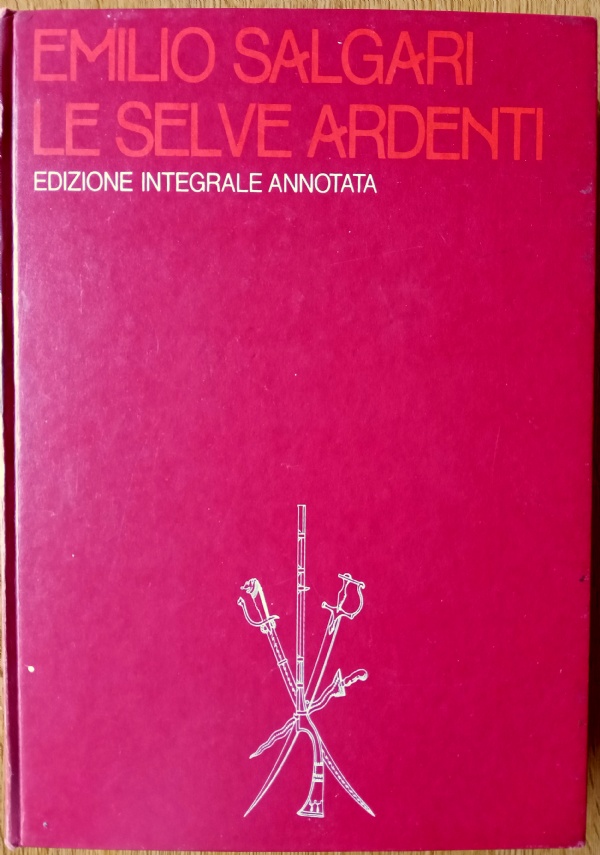 EMILIO SALGARI
LE SELVE ARDENTI
EDIZIONE INTEGRALE ANNOTATA